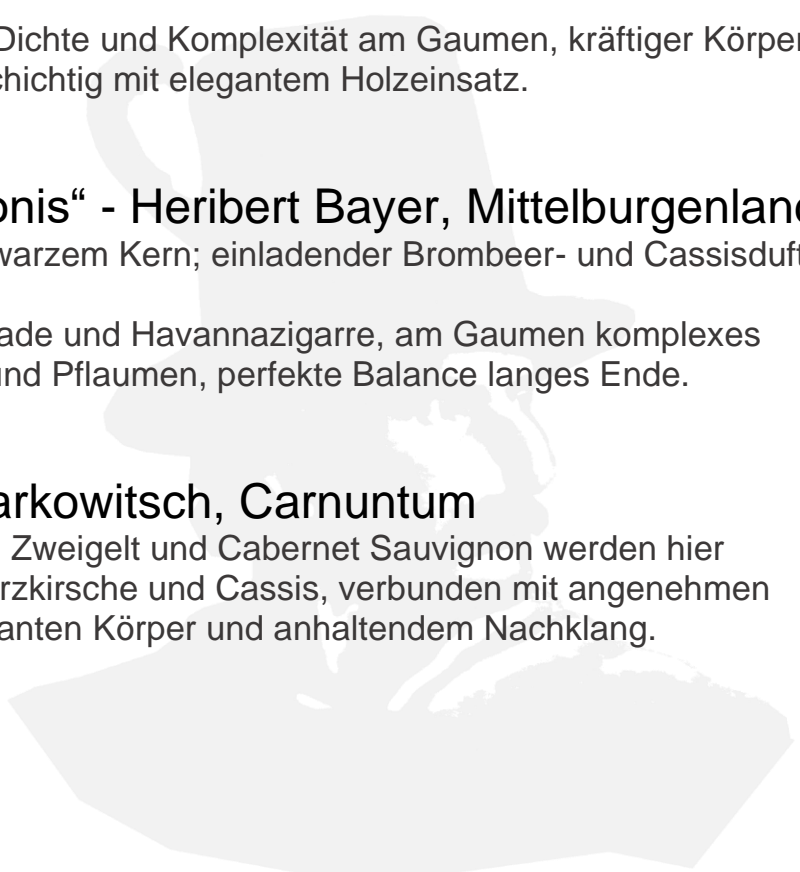 Dichte und Komplexität am Gaumen, kräftiger Körper
chichtig mit elegantem Holzeinsatz.
onis“ - Heribert Bayer, Mittelburgenland
warzem Kern; einladender Brombeer- und Cassisduft
ade und Havannazigarre, am Gaumen komplexes
und Pflaumen, perfekte Balance langes Ende.
arkowitsch, Carnuntum
Zweigelt und Cabernet Sauvignon werden hier
rzkirsche und Cassis, verbunden mit angenehmen
anten Körper und anhaltendem Nachklang.